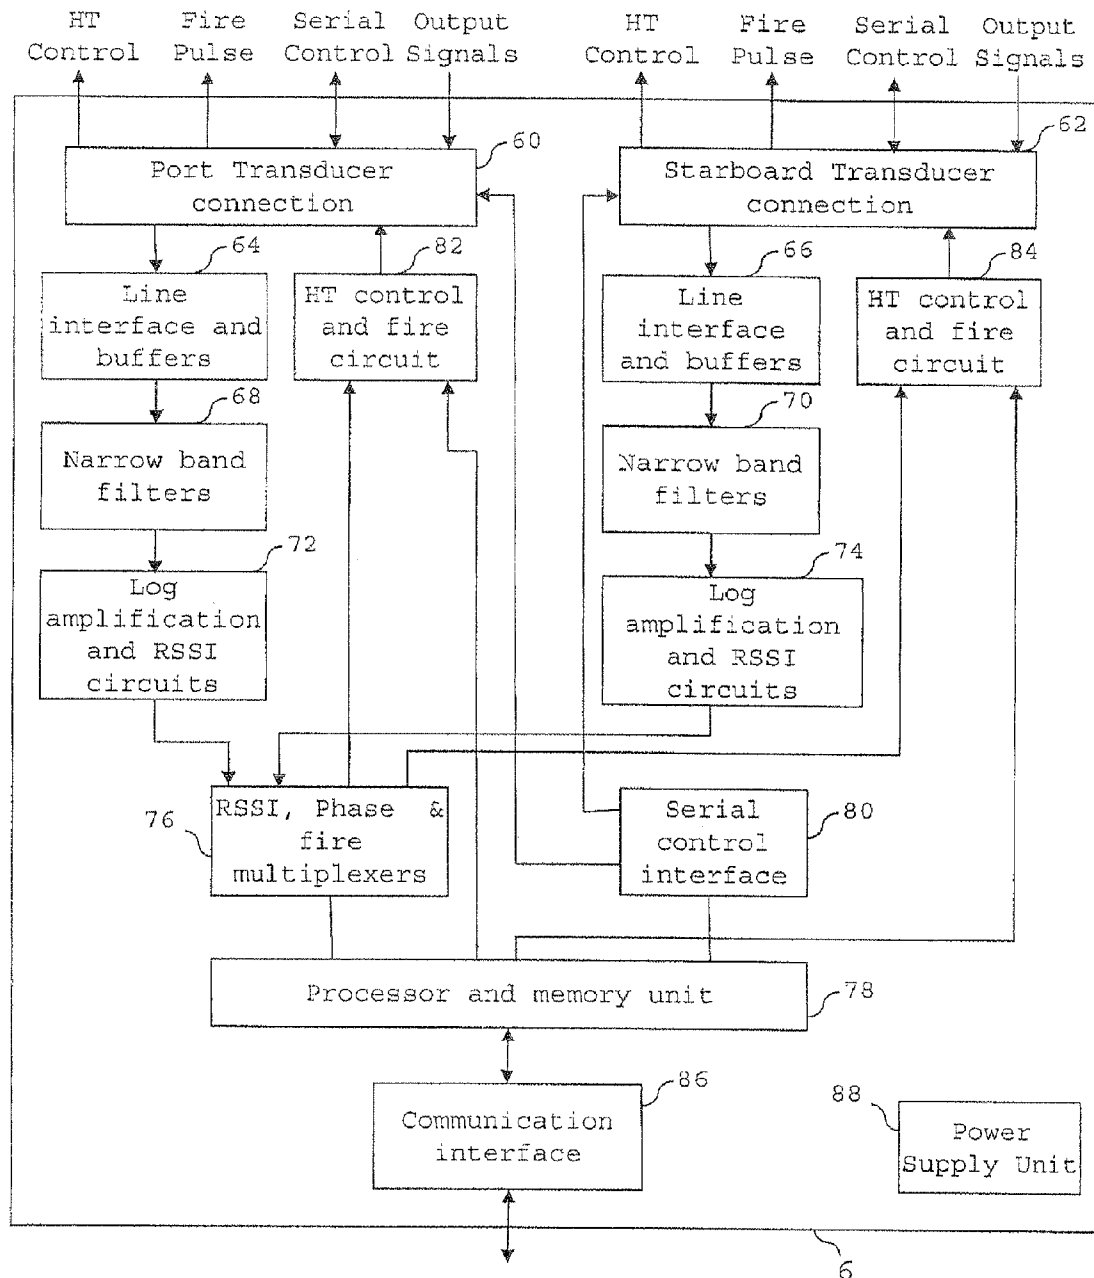 HT Control
Fire Pulse
Serial Control
Output Signals
HT Control
Fire Pulse
Serial Control
Output Signals
60
62
Port Transducer
connection
Starboard Transducer
connection
64
82
66
84
Line
interface and
buffers
HT control
and fire
circuit
Line
interface
and buffers
HT control
and fire
circuit
68
70
Narrow band
filters
Narrow band
filters
72
74
Log
amplification
and RSSI
circuits
Log
amplification
and RSSI
circuits
76
RSSI, Phase &
fire
multiplexers
Serial
control
interface
80
Processor and memory unit
78
86
Communication
interface
88
Power
Supply Unit
6